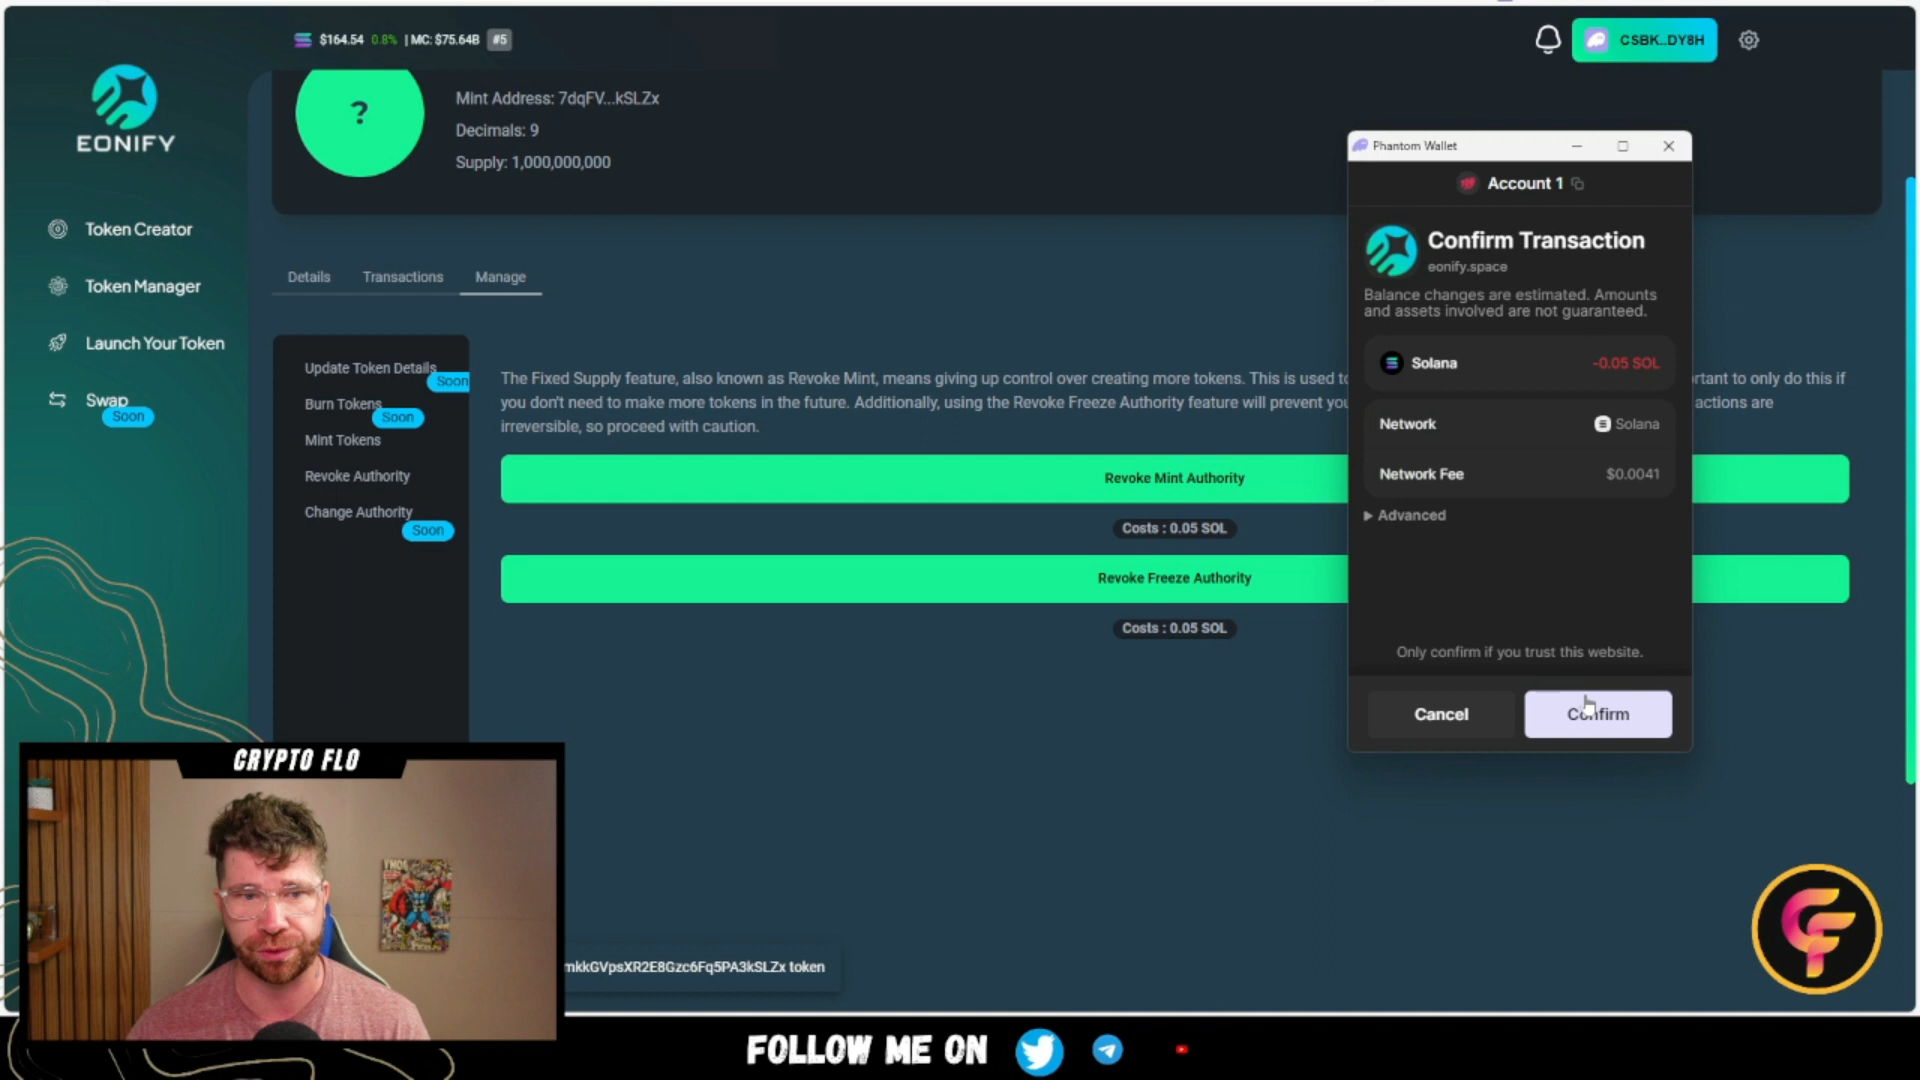 $164.54 0.8% | MC: $75.64B #5
CSBK..DY8H
EONIFY
Token Creator
Token Manager
Launch Your Token
Swap
Soon
?
Mint Address: 7dqFV...kSLZx
Decimals: 9
Supply: 1,000,000,000
Details Transactions Manage
Update Token Details
Soon
Burn Tokens
Soon
Mint Tokens
Revoke Authority
Change Authority
Soon
The Fixed Supply feature, also known as Revoke Mint, means giving up control over creating more tokens. This is used to
rtant to only do this if
you don't need to make more tokens in the future. Additionally, using the Revoke Freeze Authority feature will prevent you
actions are
irreversible, so proceed with caution.
Revoke Mint Authority
Costs : 0.05 SOL
Revoke Freeze Authority
Costs : 0.05 SOL
Phantom Wallet
Account 1
Confirm Transaction
eonify.space
Balance changes are estimated. Amounts
and assets involved are not guaranteed.
Solana -0.05 SOL
Network Solana
Network Fee $0.0041
Advanced
Only confirm if you trust this website.
Cancel Confirm
CRYPTO FLO
THOR
mkkGVpsXR2E8Gzc6Fq5PA3kSLZx token
FOLLOW ME ON